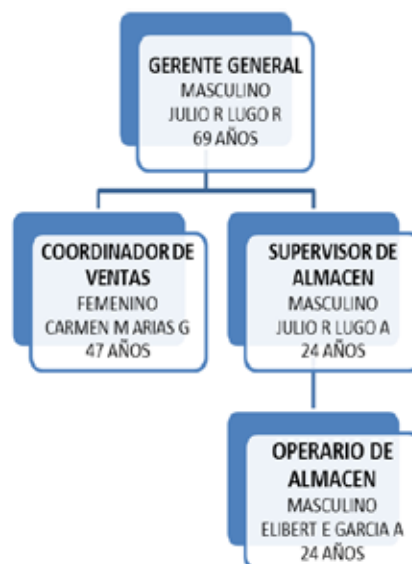 GERENTE GENERAL
MASCULINO
JULIO R LUGO R
69 AÑOS
COORDINADOR DE
VENTAS
FEMENINO
CARMEN M ARIAS G
47 AÑOS
SUPERVISOR DE
ALMACEN
MASCULINO
JULIO R LUGO A
24 AÑOS
OPERARIO DE
ALMACEN
MASCULINO
ELIBERT E GARCIA A
24 AÑOS